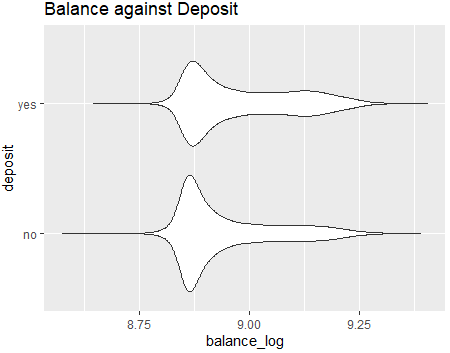 Balance against Deposit
yes
deposit
no
8.75 9.00 9.25
balance_log